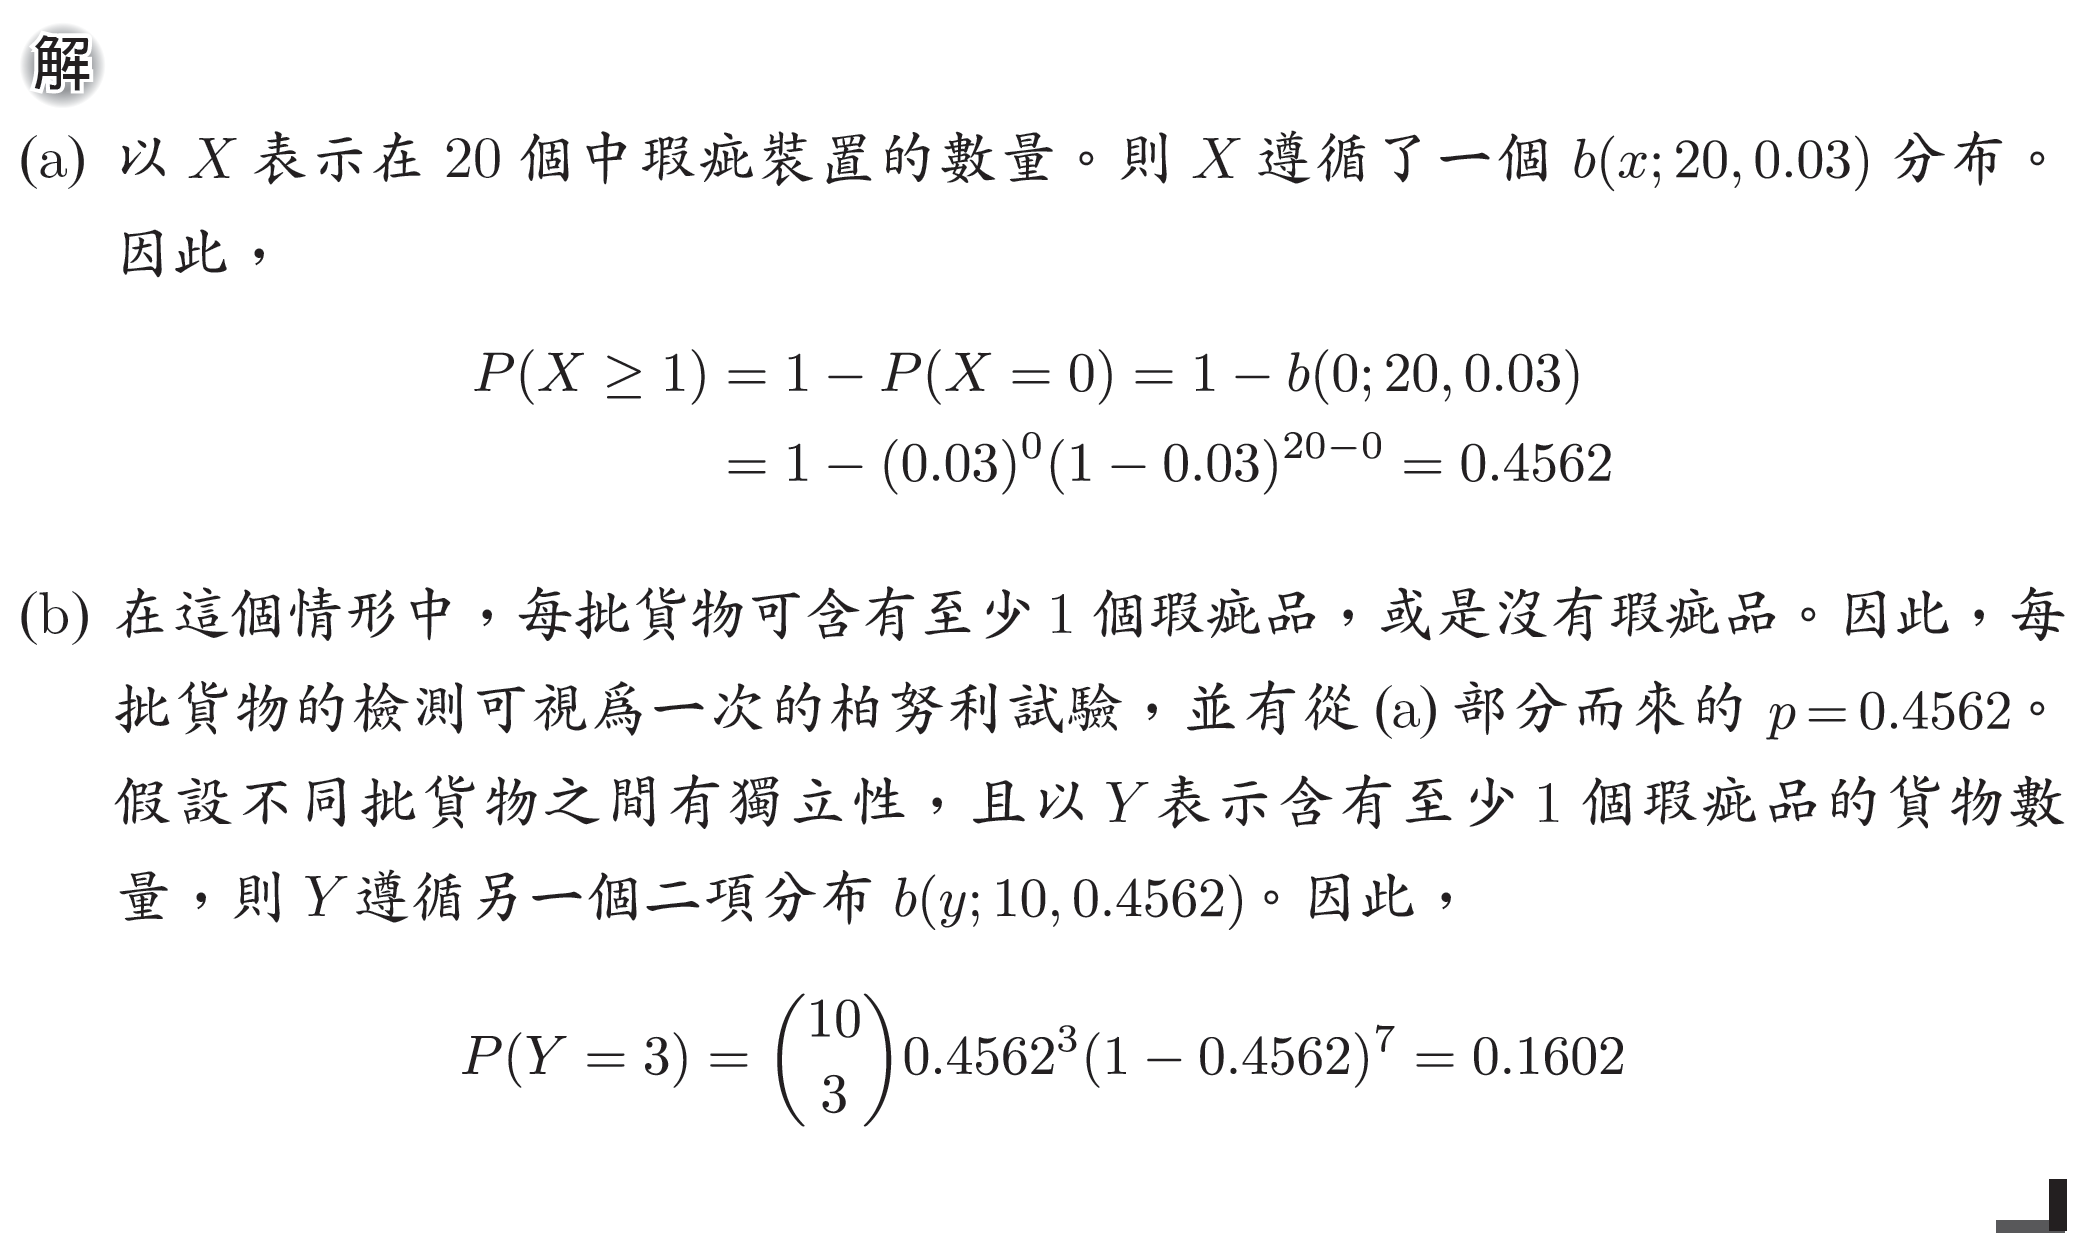 解
(a) 以 X 表示在 20 個中瑕疵裝置的數量。則 X 遵循了一個 b(x; 20, 0.03) 分布。
因此，
P(X ≥ 1) = 1 − P(X = 0) = 1 − b(0; 20, 0.03)
= 1 − (0.03)⁰(1 − 0.03)²⁰⁻⁰ = 0.4562
(b) 在這個情形中，每批貨物可含有至少 1 個瑕疵品，或是沒有瑕疵品。因此，每
批貨物的檢測可視爲一次的柏努利試驗，並有從 (a) 部分而來的 p = 0.4562。
假設不同批貨物之間有獨立性，且以 Y 表示含有至少 1 個瑕疵品的貨物數
量，則 Y 遵循另一個二項分布 b(y; 10, 0.4562)。因此，
P(Y = 3) = (10 3) 0.4562³(1 − 0.4562)⁷ = 0.1602